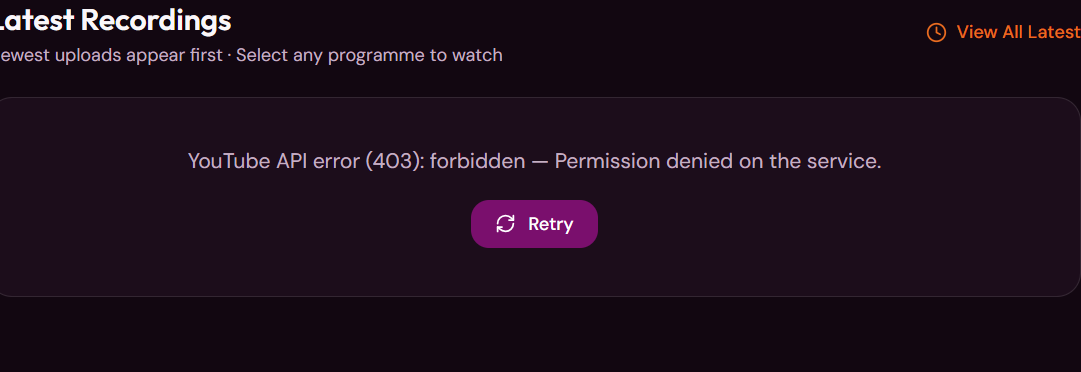 Latest Recordings
ewest uploads appear first · Select any programme to watch
View All Latest
YouTube API error (403): forbidden — Permission denied on the service.
Retry